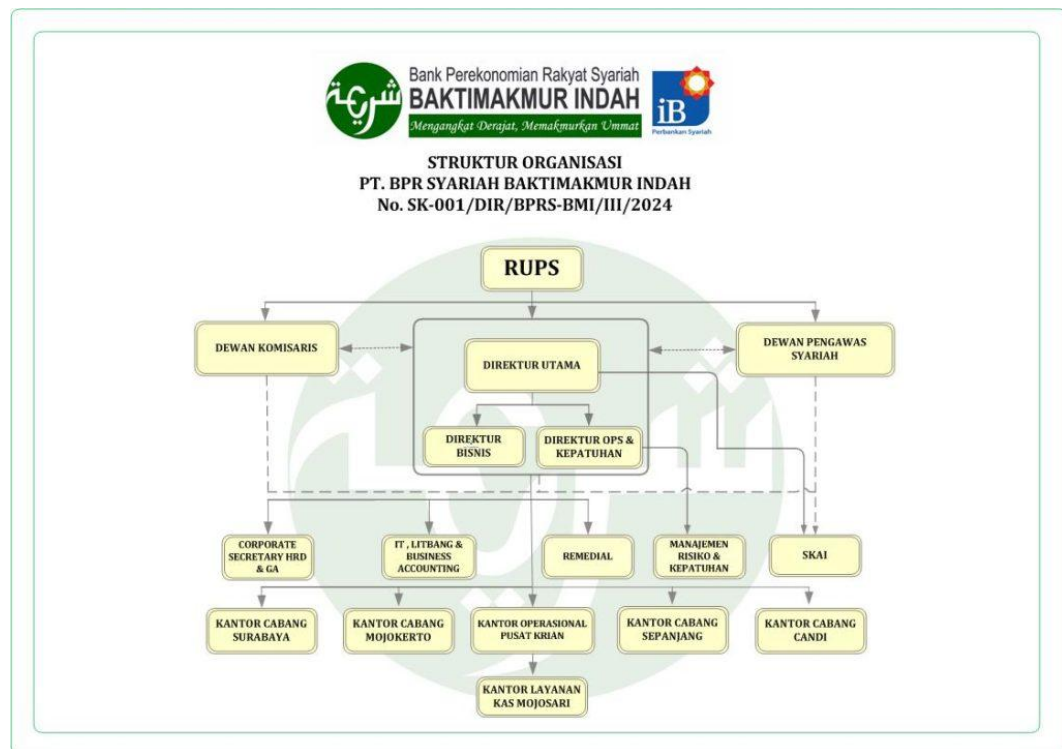 شرعية
Bank Perekonomian Rakyat Syariah
BAKTIMAKMUR INDAH
Mengangkat Derajat, Memakmurkan Ummat
iB
Perbankan Syariah
STRUKTUR ORGANISASI
PT. BPR SYARIAH BAKTIMAKMUR INDAH
No. SK-001/DIR/BPRS-BMI/III/2024
RUPS
DEWAN KOMISARIS
DIREKTUR UTAMA
DEWAN PENGAWAS
SYARIAH
DIREKTUR
BISNIS
DIREKTUR OPS &
KEPATUHAN
CORPORATE
SECRETARY HRD
& GA
IT , LITBANG &
BUSINESS
ACCOUNTING
REMEDIAL
MANAJEMEN
RISIKO &
KEPATUHAN
SKAI
KANTOR CABANG
SURABAYA
KANTOR CABANG
MOJOKERTO
KANTOR OPERASIONAL
PUSAT KRIAN
KANTOR CABANG
SEPANJANG
KANTOR CABANG
CANDI
KANTOR LAYANAN
KAS MOJOSARI